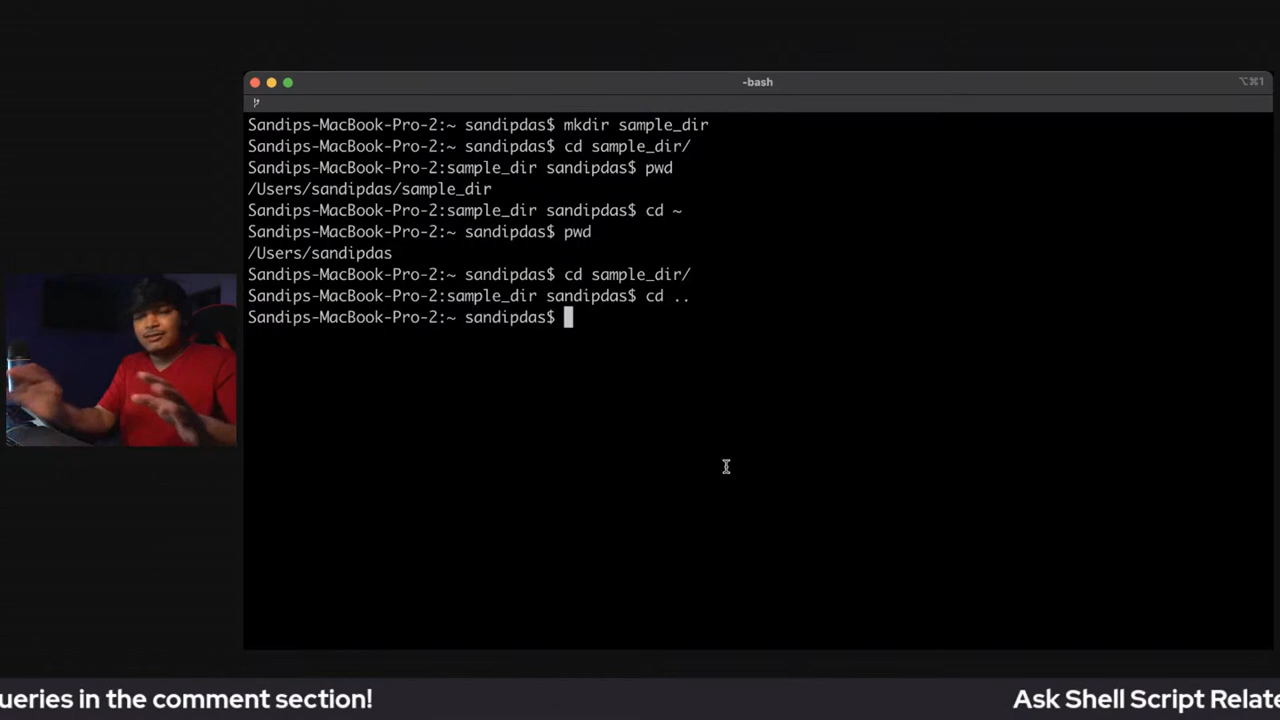 -bash
⌥⌘1
Sandips-MacBook-Pro-2:~ sandipdas$ mkdir sample_dir
Sandips-MacBook-Pro-2:~ sandipdas$ cd sample_dir/
Sandips-MacBook-Pro-2:sample_dir sandipdas$ pwd
/Users/sandipdas/sample_dir
Sandips-MacBook-Pro-2:sample_dir sandipdas$ cd ~
Sandips-MacBook-Pro-2:~ sandipdas$ pwd
/Users/sandipdas
Sandips-MacBook-Pro-2:~ sandipdas$ cd sample_dir/
Sandips-MacBook-Pro-2:sample_dir sandipdas$ cd ..
Sandips-MacBook-Pro-2:~ sandipdas$
ueries in the comment section! Ask Shell Script Relate